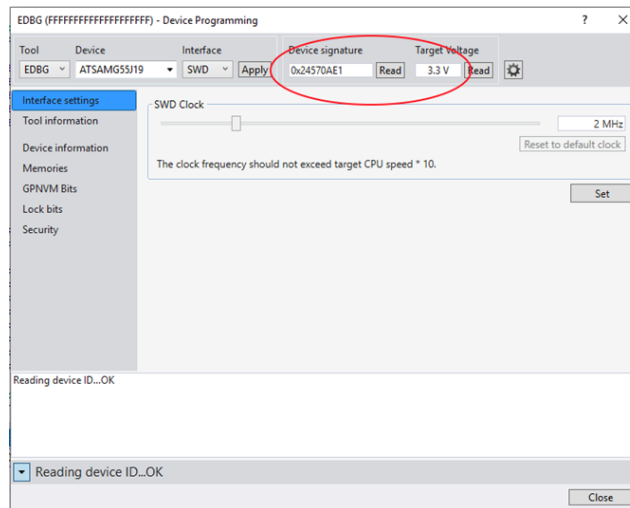 EDBG (FFFFFFFFFFFFFFFFFFFF) - Device Programming
Tool Device Interface Device signature Target Voltage
EDBG ATSAMG55J19 SWD Apply 0x24570AE1 Read 3.3 V Read
Interface settings
Tool information
Device information
Memories
GPNVM Bits
Lock bits
Security
SWD Clock
2 MHz
Reset to default clock
The clock frequency should not exceed target CPU speed * 10.
Set
Reading device ID...OK
Reading device ID...OK
Close